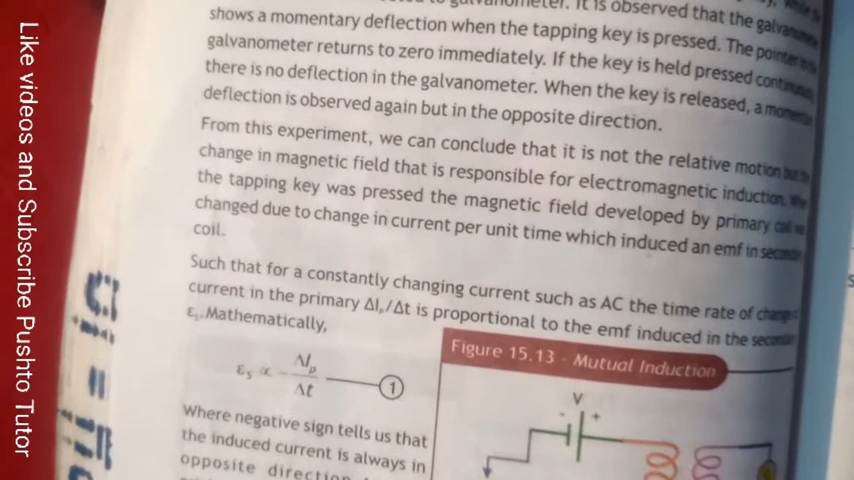 galvanometer. It is observed that the
shows a momentary deflection when the tapping key is pressed. The pointer
galvanometer returns to zero immediately. If the key is held pressed
there is no deflection in the galvanometer. When the key is released, a
deflection is observed again but in the opposite direction.
From this experiment, we can conclude that it is not the relative motion
change in magnetic field that is responsible for electromagnetic induction.
the tapping key was pressed the magnetic field developed by primary
changed due to change in current per unit time which induced an emf in
coil.
Such that for a constantly changing current such as AC the time rate of
current in the primary ΔIₚ/Δt is proportional to the emf induced in the
εₛ. Mathematically,
εₛ ∝ - ΔIₚ / Δt ——— 1
Where negative sign tells us that
the induced current is always in
opposite
Figure 15.13 - Mutual Induction
V
- +
Like videos and Subscribe Pushto Tutor